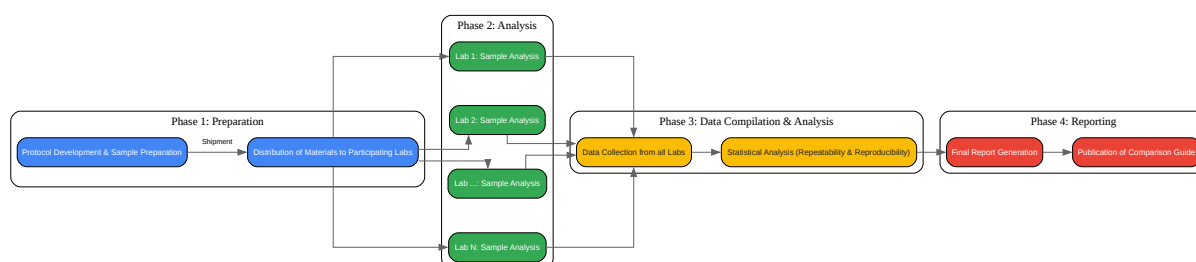 Phase 1: Preparation
Protocol Development & Sample Preparation
Shipment
Distribution of Materials to Participating Labs
Phase 2: Analysis
Lab 1: Sample Analysis
Lab 2: Sample Analysis
Lab ...: Sample Analysis
Lab N: Sample Analysis
Phase 3: Data Compilation & Analysis
Data Collection from all Labs
Statistical Analysis (Repeatability & Reproducibility)
Phase 4: Reporting
Final Report Generation
Publication of Comparison Guide